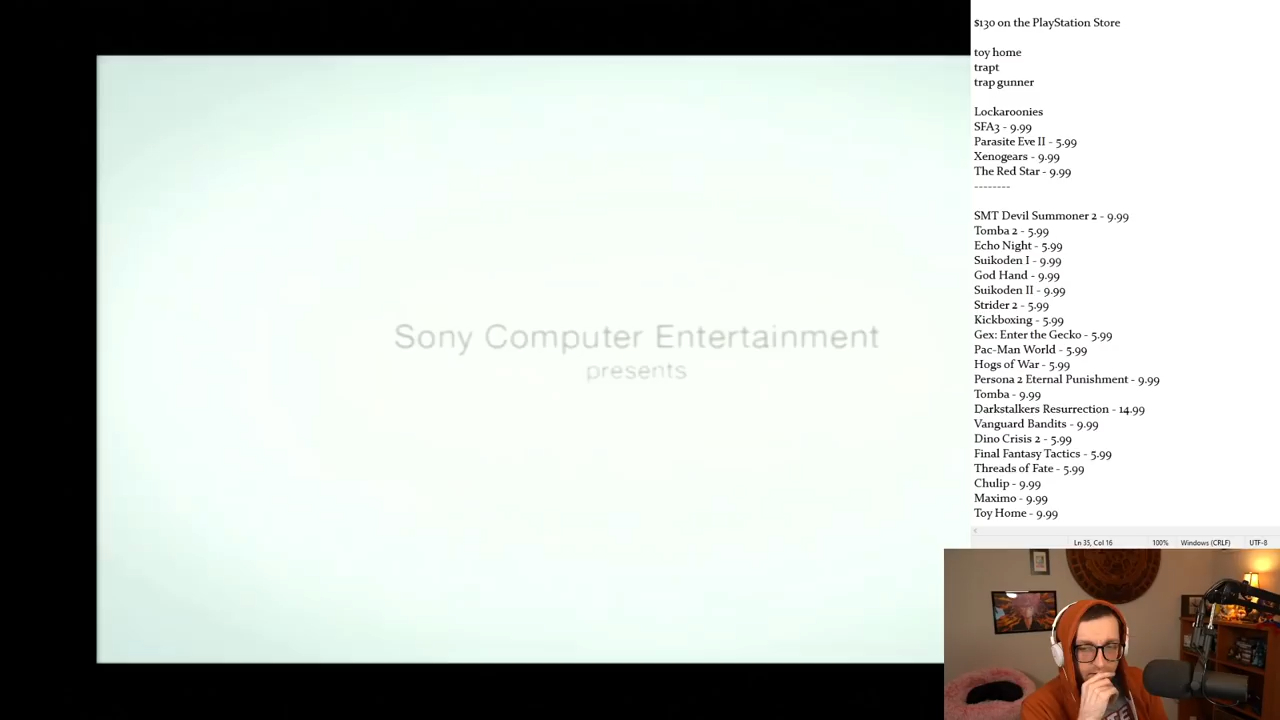 Sony Computer Entertainment
presents
$130 on the PlayStation Store
toy home
trapt
trap gunner
Lockaroonies
SFA3 - 9.99
Parasite Eve II - 5.99
Xenogears - 9.99
The Red Star - 9.99
--------
SMT Devil Summoner 2 - 9.99
Tomba 2 - 5.99
Echo Night - 5.99
Suikoden I - 9.99
God Hand - 9.99
Suikoden II - 9.99
Strider 2 - 5.99
Kickboxing - 5.99
Gex: Enter the Gecko - 5.99
Pac-Man World - 5.99
Hogs of War - 5.99
Persona 2 Eternal Punishment - 9.99
Tomba - 9.99
Darkstalkers Resurrection - 14.99
Vanguard Bandits - 9.99
Dino Crisis 2 - 5.99
Final Fantasy Tactics - 5.99
Threads of Fate - 5.99
Chulip - 9.99
Maximo - 9.99
Toy Home - 9.99
Ln 35, Col 16 100% Windows (CRLF) UTF-8